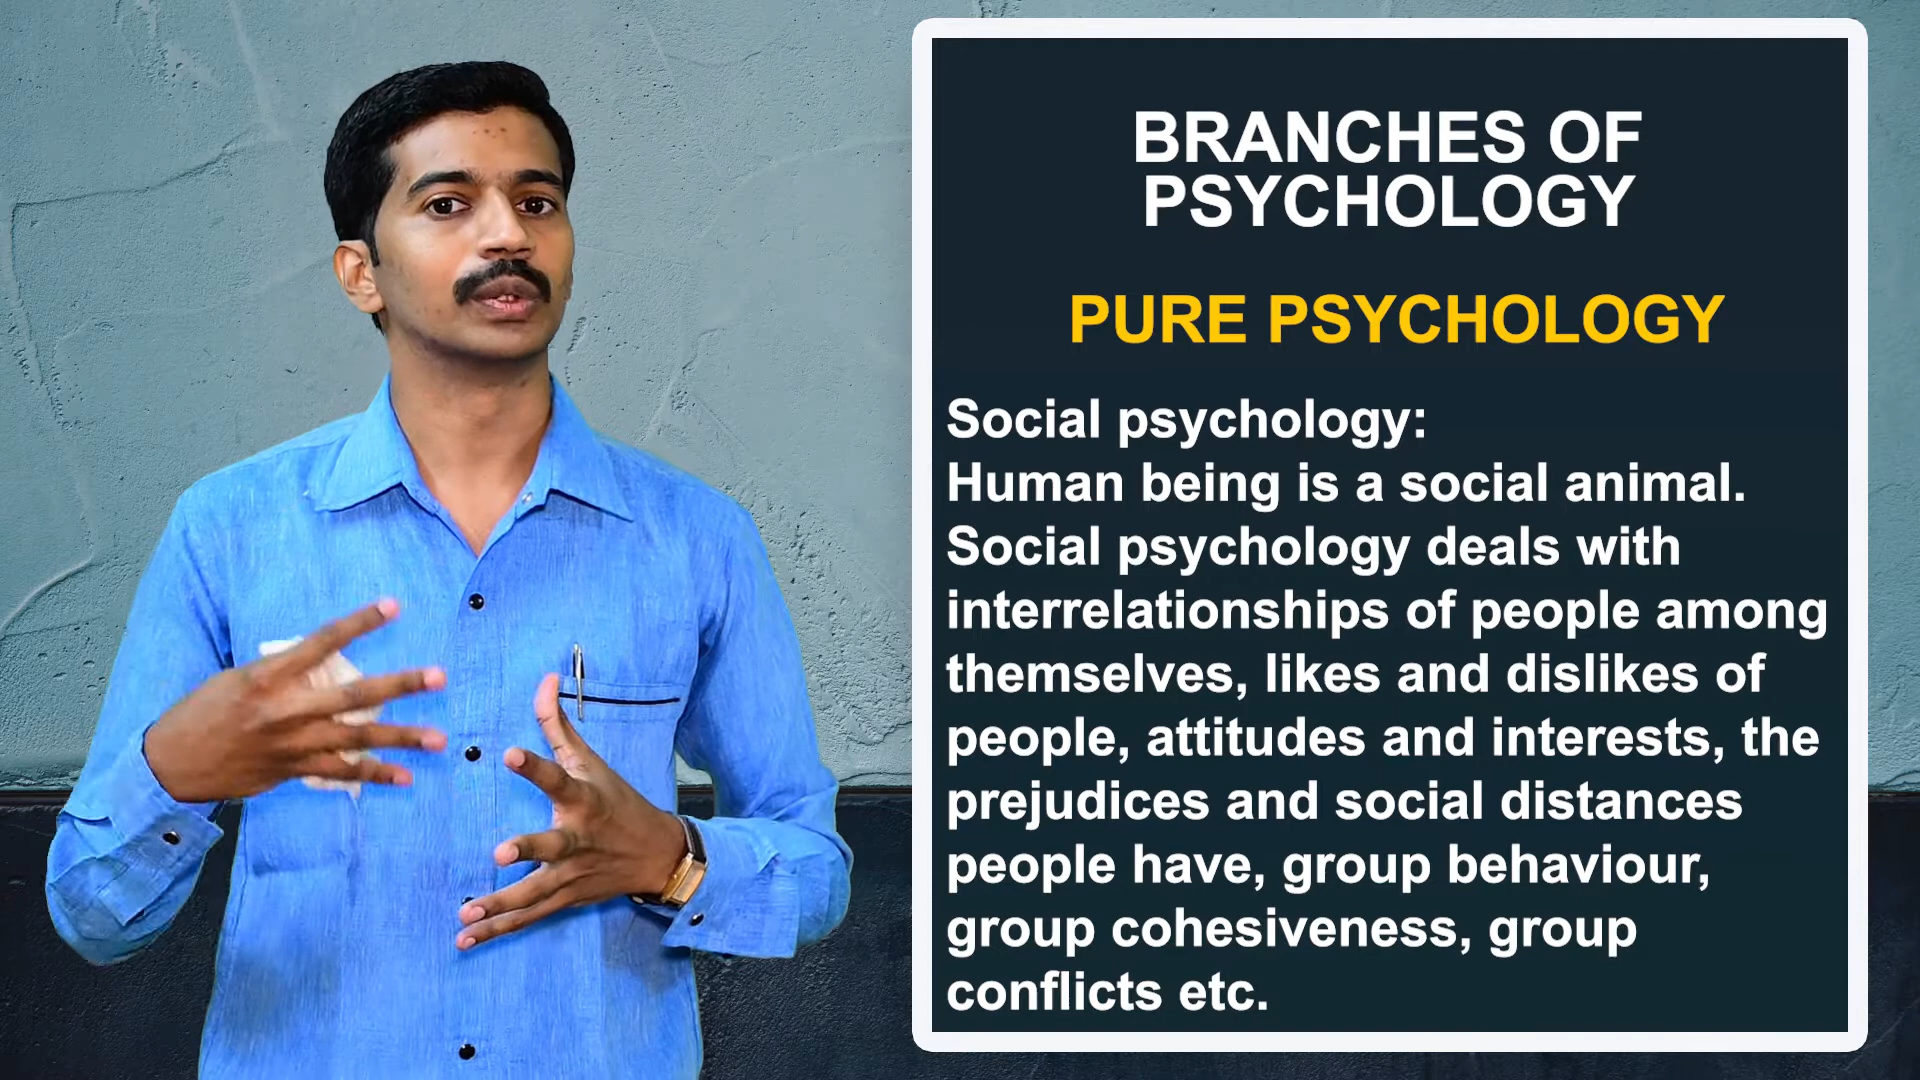 BRANCHES OF
PSYCHOLOGY
PURE PSYCHOLOGY
Social psychology:
Human being is a social animal.
Social psychology deals with
interrelationships of people among
themselves, likes and dislikes of
people, attitudes and interests, the
prejudices and social distances
people have, group behaviour,
group cohesiveness, group
conflicts etc.